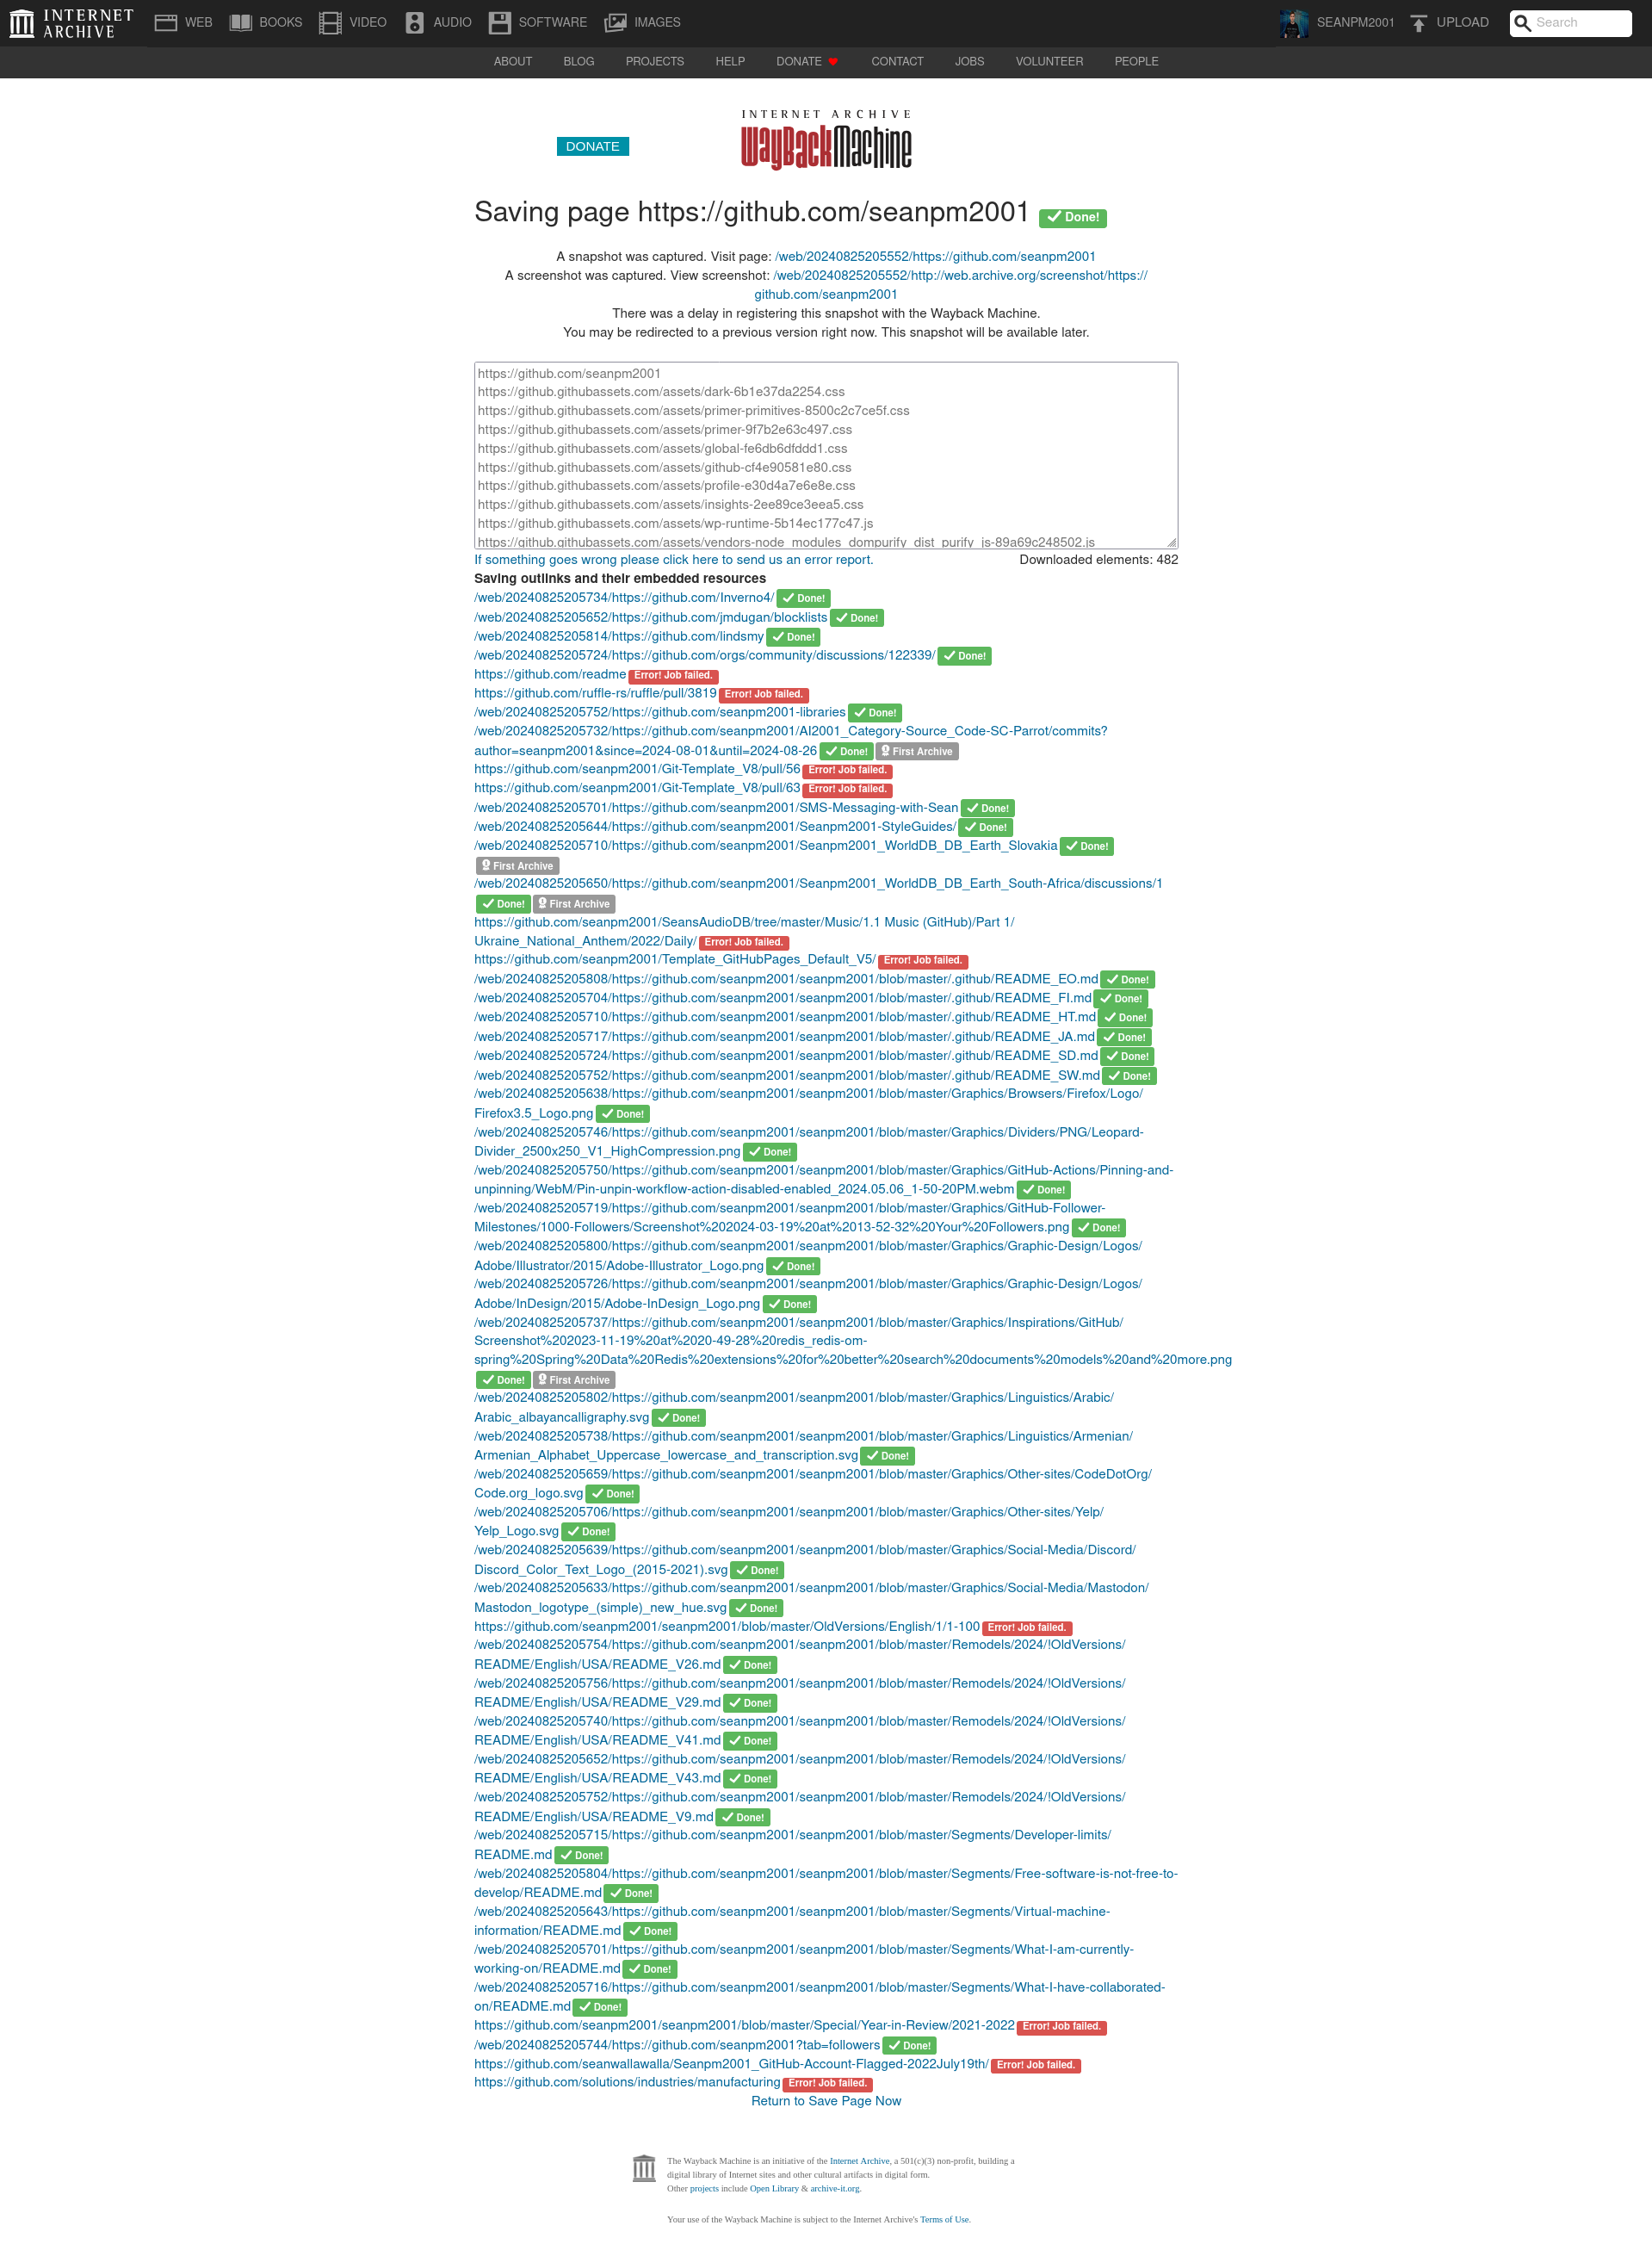 INTERNET ARCHIVE
WEB BOOKS VIDEO AUDIO SOFTWARE IMAGES SEANPM2001 UPLOAD Search
ABOUT BLOG PROJECTS HELP DONATE CONTACT JOBS VOLUNTEER PEOPLE
INTERNET ARCHIVE
DONATE WayBackMachine
Saving page https://github.com/seanpm2001 Done!
A snapshot was captured. Visit page: /web/20240825205552/https://github.com/seanpm2001
A screenshot was captured. View screenshot: /web/20240825205552/http://web.archive.org/screenshot/https://
github.com/seanpm2001
There was a delay in registering this snapshot with the Wayback Machine.
You may be redirected to a previous version right now. This snapshot will be available later.
https://github.com/seanpm2001
https://github.githubassets.com/assets/dark-6b1e37da2254.css
https://github.githubassets.com/assets/primer-primitives-8500c2c7ce5f.css
https://github.githubassets.com/assets/primer-9f7b2e63c497.css
https://github.githubassets.com/assets/global-fe6db6dfddd1.css
https://github.githubassets.com/assets/github-cf4e90581e80.css
https://github.githubassets.com/assets/profile-e30d4a7e6e8e.css
https://github.githubassets.com/assets/insights-2ee89ce3eea5.css
https://github.githubassets.com/assets/wp-runtime-5b14ec177c47.js
https://github.githubassets.com/assets/vendors-node_modules_dompurify_dist_purify_js-89a69c248502.js
If something goes wrong please click here to send us an error report. Downloaded elements: 482
Saving outlinks and their embedded resources
/web/20240825205734/https://github.com/Inverno4/ Done!
/web/20240825205652/https://github.com/jmdugan/blocklists Done!
/web/20240825205814/https://github.com/lindsmy Done!
/web/20240825205724/https://github.com/orgs/community/discussions/122339/ Done!
https://github.com/readme Error! Job failed.
https://github.com/ruffle-rs/ruffle/pull/3819 Error! Job failed.
/web/20240825205752/https://github.com/seanpm2001-libraries Done!
/web/20240825205732/https://github.com/seanpm2001/AI2001_Category-Source_Code-SC-Parrot/commits?
author=seanpm2001&since=2024-08-01&until=2024-08-26 Done! First Archive
https://github.com/seanpm2001/Git-Template_V8/pull/56 Error! Job failed.
https://github.com/seanpm2001/Git-Template_V8/pull/63 Error! Job failed.
/web/20240825205701/https://github.com/seanpm2001/SMS-Messaging-with-Sean Done!
/web/20240825205644/https://github.com/seanpm2001/Seanpm2001-StyleGuides/ Done!
/web/20240825205710/https://github.com/seanpm2001/Seanpm2001_WorldDB_DB_Earth_Slovakia Done!
First Archive
/web/20240825205650/https://github.com/seanpm2001/Seanpm2001_WorldDB_DB_Earth_South-Africa/discussions/1
Done! First Archive
https://github.com/seanpm2001/SeansAudioDB/tree/master/Music/1.1 Music (GitHub)/Part 1/
Ukraine_National_Anthem/2022/Daily/ Error! Job failed.
https://github.com/seanpm2001/Template_GitHubPages_Default_V5/ Error! Job failed.
/web/20240825205808/https://github.com/seanpm2001/seanpm2001/blob/master/.github/README_EO.md Done!
/web/20240825205704/https://github.com/seanpm2001/seanpm2001/blob/master/.github/README_FI.md Done!
/web/20240825205710/https://github.com/seanpm2001/seanpm2001/blob/master/.github/README_HT.md Done!
/web/20240825205717/https://github.com/seanpm2001/seanpm2001/blob/master/.github/README_JA.md Done!
/web/20240825205724/https://github.com/seanpm2001/seanpm2001/blob/master/.github/README_SD.md Done!
/web/20240825205752/https://github.com/seanpm2001/seanpm2001/blob/master/.github/README_SW.md Done!
/web/20240825205638/https://github.com/seanpm2001/seanpm2001/blob/master/Graphics/Browsers/Firefox/Logo/
Firefox3.5_Logo.png Done!
/web/20240825205746/https://github.com/seanpm2001/seanpm2001/blob/master/Graphics/Dividers/PNG/Leopard-
Divider_2500x250_V1_HighCompression.png Done!
/web/20240825205750/https://github.com/seanpm2001/seanpm2001/blob/master/Graphics/GitHub-Actions/Pinning-and-
unpinning/WebM/Pin-unpin-workflow-action-disabled-enabled_2024.05.06_1-50-20PM.webm Done!
/web/20240825205719/https://github.com/seanpm2001/seanpm2001/blob/master/Graphics/GitHub-Follower-
Milestones/1000-Followers/Screenshot%202024-03-19%20at%2013-52-32%20Your%20Followers.png Done!
/web/20240825205800/https://github.com/seanpm2001/seanpm2001/blob/master/Graphics/Graphic-Design/Logos/
Adobe/Illustrator/2015/Adobe-Illustrator_Logo.png Done!
/web/20240825205726/https://github.com/seanpm2001/seanpm2001/blob/master/Graphics/Graphic-Design/Logos/
Adobe/InDesign/2015/Adobe-InDesign_Logo.png Done!
/web/20240825205737/https://github.com/seanpm2001/seanpm2001/blob/master/Graphics/Inspirations/GitHub/
Screenshot%202023-11-19%20at%2020-49-28%20redis_redis-om-
spring%20Spring%20Data%20Redis%20extensions%20for%20better%20search%20documents%20models%20and%20more.png
Done! First Archive
/web/20240825205802/https://github.com/seanpm2001/seanpm2001/blob/master/Graphics/Linguistics/Arabic/
Arabic_albayancalligraphy.svg Done!
/web/20240825205738/https://github.com/seanpm2001/seanpm2001/blob/master/Graphics/Linguistics/Armenian/
Armenian_Alphabet_Uppercase_lowercase_and_transcription.svg Done!
/web/20240825205659/https://github.com/seanpm2001/seanpm2001/blob/master/Graphics/Other-sites/CodeDotOrg/
Code.org_logo.svg Done!
/web/20240825205706/https://github.com/seanpm2001/seanpm2001/blob/master/Graphics/Other-sites/Yelp/
Yelp_Logo.svg Done!
/web/20240825205639/https://github.com/seanpm2001/seanpm2001/blob/master/Graphics/Social-Media/Discord/
Discord_Color_Text_Logo_(2015-2021).svg Done!
/web/20240825205633/https://github.com/seanpm2001/seanpm2001/blob/master/Graphics/Social-Media/Mastodon/
Mastodon_logotype_(simple)_new_hue.svg Done!
https://github.com/seanpm2001/seanpm2001/blob/master/OldVersions/English/1/1-100 Error! Job failed.
/web/20240825205754/https://github.com/seanpm2001/seanpm2001/blob/master/Remodels/2024/!OldVersions/
README/English/USA/README_V26.md Done!
/web/20240825205756/https://github.com/seanpm2001/seanpm2001/blob/master/Remodels/2024/!OldVersions/
README/English/USA/README_V29.md Done!
/web/20240825205740/https://github.com/seanpm2001/seanpm2001/blob/master/Remodels/2024/!OldVersions/
README/English/USA/README_V41.md Done!
/web/20240825205652/https://github.com/seanpm2001/seanpm2001/blob/master/Remodels/2024/!OldVersions/
README/English/USA/README_V43.md Done!
/web/20240825205752/https://github.com/seanpm2001/seanpm2001/blob/master/Remodels/2024/!OldVersions/
README/English/USA/README_V9.md Done!
/web/20240825205715/https://github.com/seanpm2001/seanpm2001/blob/master/Segments/Developer-limits/
README.md Done!
/web/20240825205804/https://github.com/seanpm2001/seanpm2001/blob/master/Segments/Free-software-is-not-free-to-
develop/README.md Done!
/web/20240825205643/https://github.com/seanpm2001/seanpm2001/blob/master/Segments/Virtual-machine-
information/README.md Done!
/web/20240825205701/https://github.com/seanpm2001/seanpm2001/blob/master/Segments/What-I-am-currently-
working-on/README.md Done!
/web/20240825205716/https://github.com/seanpm2001/seanpm2001/blob/master/Segments/What-I-have-collaborated-
on/README.md Done!
https://github.com/seanpm2001/seanpm2001/blob/master/Special/Year-in-Review/2021-2022 Error! Job failed.
/web/20240825205744/https://github.com/seanpm2001?tab=followers Done!
https://github.com/seanwallawalla/Seanpm2001_GitHub-Account-Flagged-2022July19th/ Error! Job failed.
https://github.com/solutions/industries/manufacturing Error! Job failed.
Return to Save Page Now
The Wayback Machine is an initiative of the Internet Archive, a 501(c)(3) non-profit, building a
digital library of Internet sites and other cultural artifacts in digital form.
Other projects include Open Library & archive-it.org.
Your use of the Wayback Machine is subject to the Internet Archive's Terms of Use.